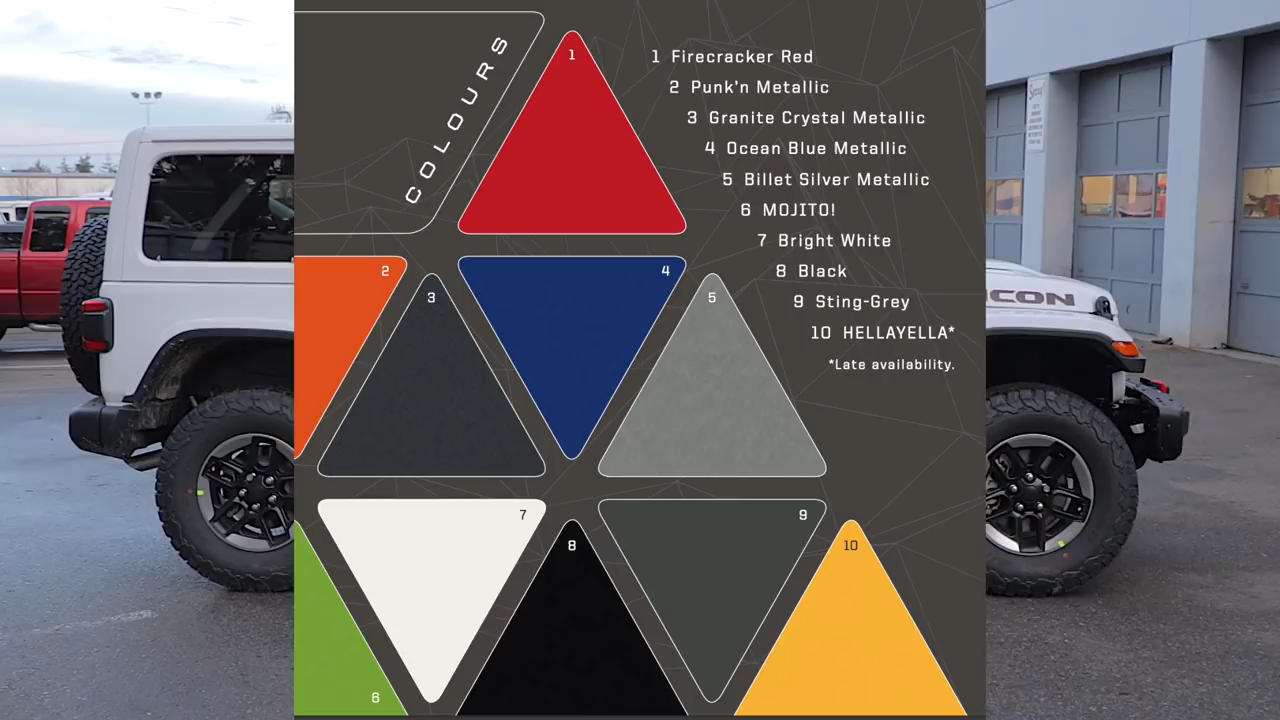 COLOURS
1 Firecracker Red
2 Punk'n Metallic
3 Granite Crystal Metallic
4 Ocean Blue Metallic
5 Billet Silver Metallic
6 MOJITO!
7 Bright White
8 Black
9 Sting-Grey
10 HELLAYELLA*
*Late availability.
1
2
3
4
5
6
7
8
9
10
ICON